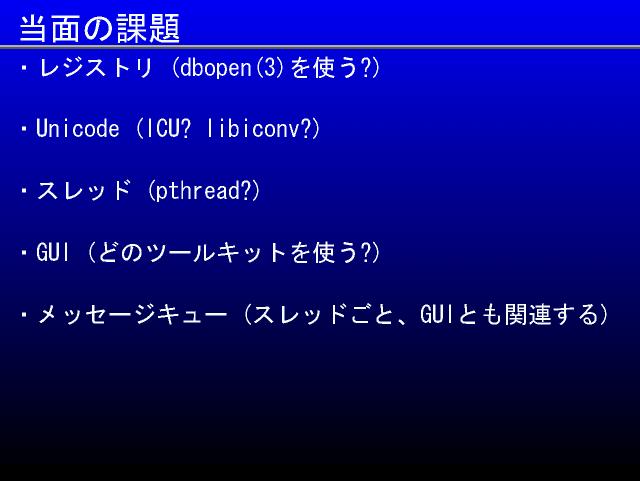 当面の課題
・レジストリ (dbopen(3)を使う?)
・Unicode (ICU? libiconv?)
・スレッド (pthread?)
・GUI (どのツールキットを使う?)
・メッセージキュー (スレッドごと、GUIとも関連する)